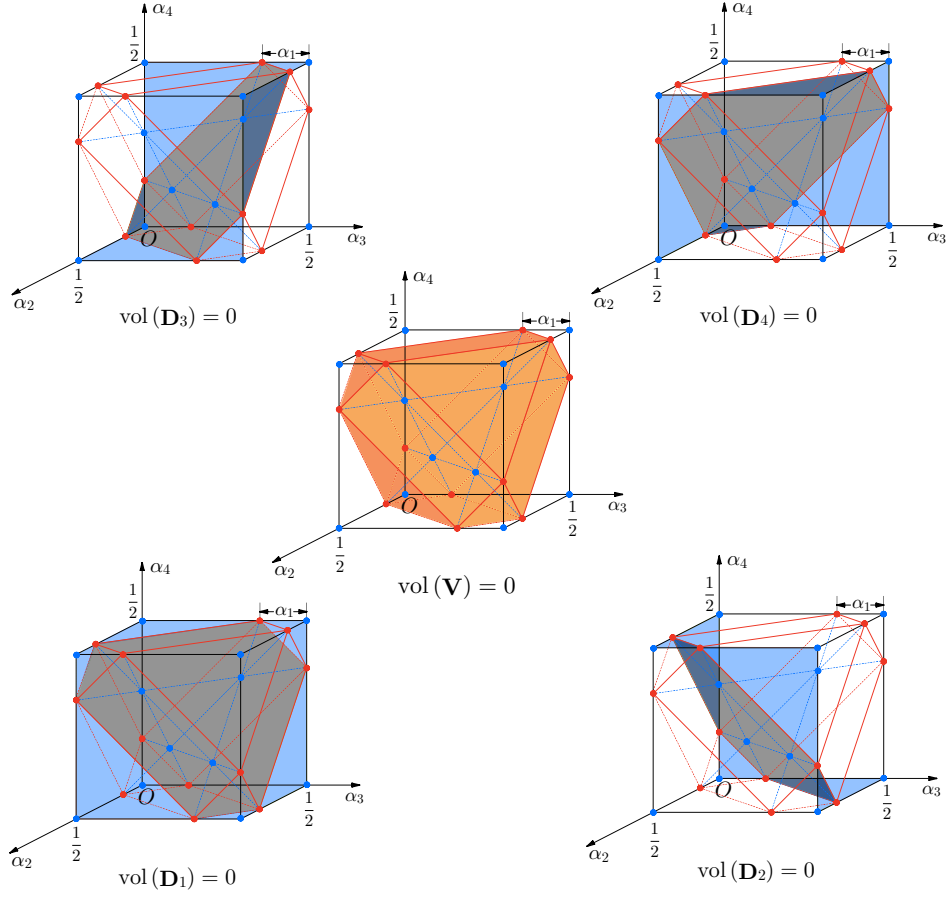 α₄
1/2
α₁
O
α₃
1/2
α₂
1/2
vol (D₃) = 0
α₄
1/2
α₁
O
α₃
1/2
α₂
1/2
vol (D₄) = 0
α₄
1/2
α₁
O
α₃
1/2
α₂
1/2
vol (V) = 0
α₄
1/2
α₁
O
α₃
1/2
α₂
1/2
vol (D₁) = 0
α₄
1/2
α₁
O
α₃
1/2
α₂
1/2
vol (D₂) = 0